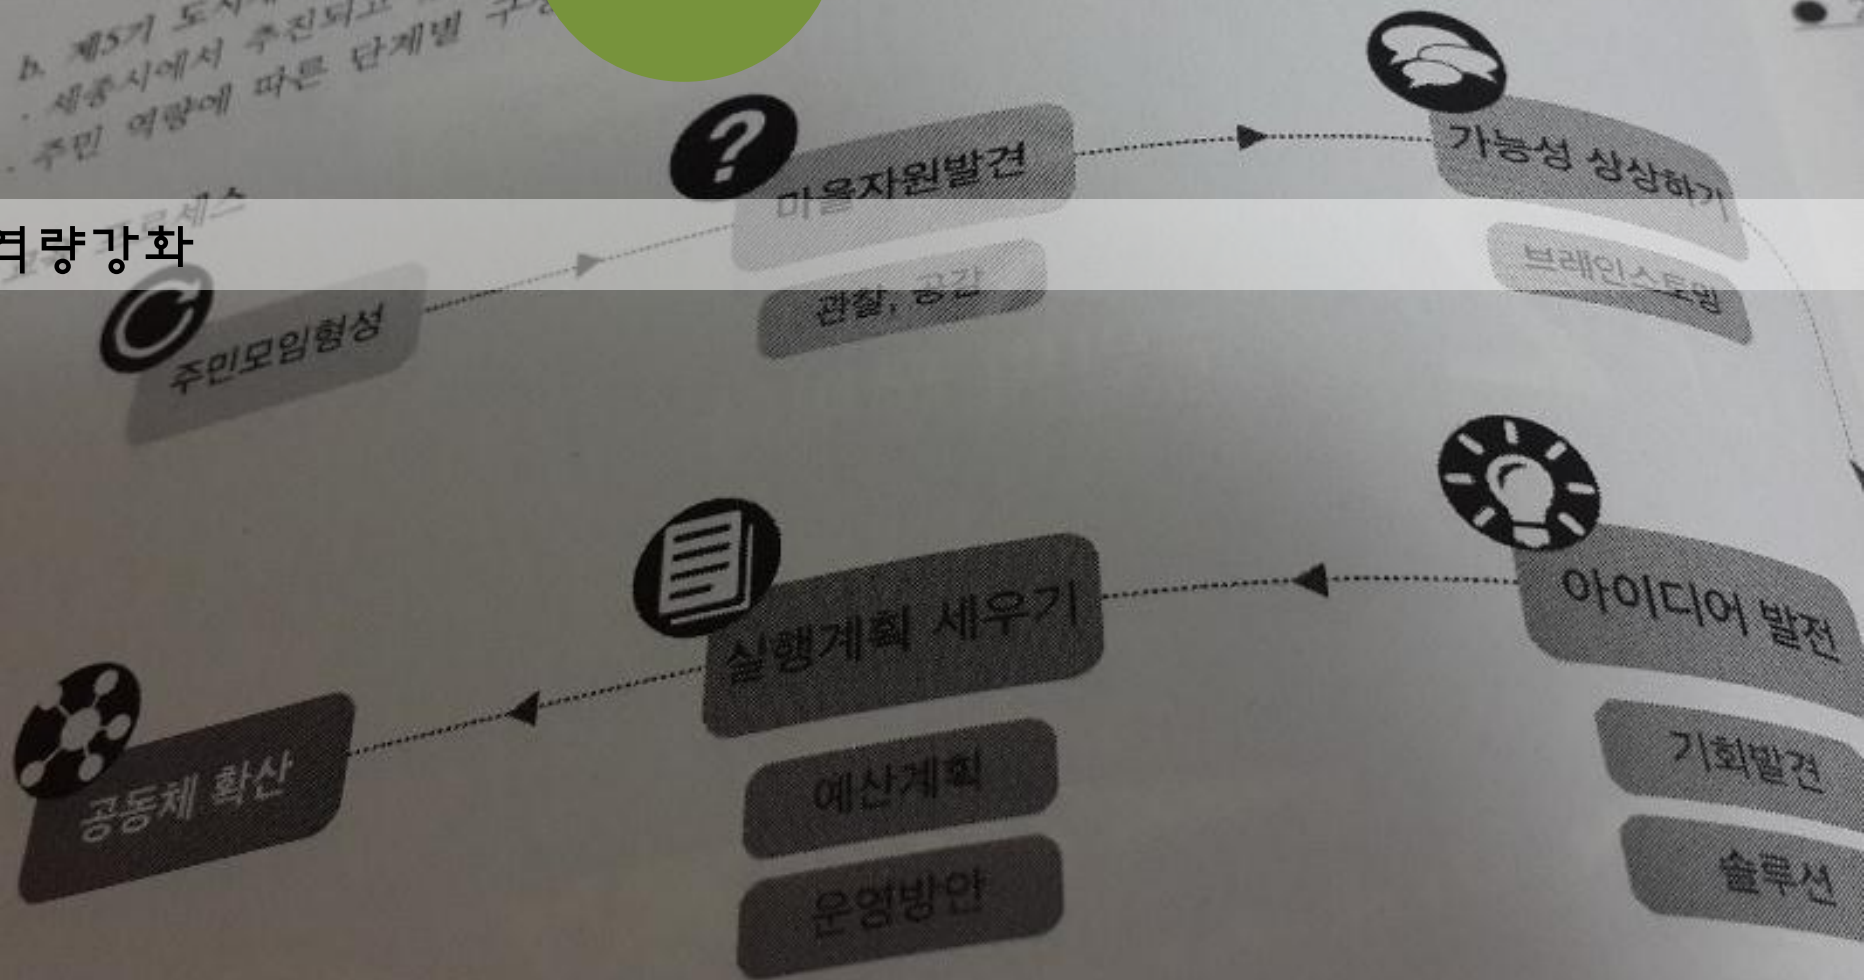 b. 제5기
세종시에서 추진되고
. 주민 역량에 따른 단계별
역량강화
마을자원발견
가능성 상상하기
관찰, 공감
브레인스토밍
주민모임형성
실행계획 세우기
아이디어 발전
공동체 확산
예산계획
기회발견
운영방안
솔루션